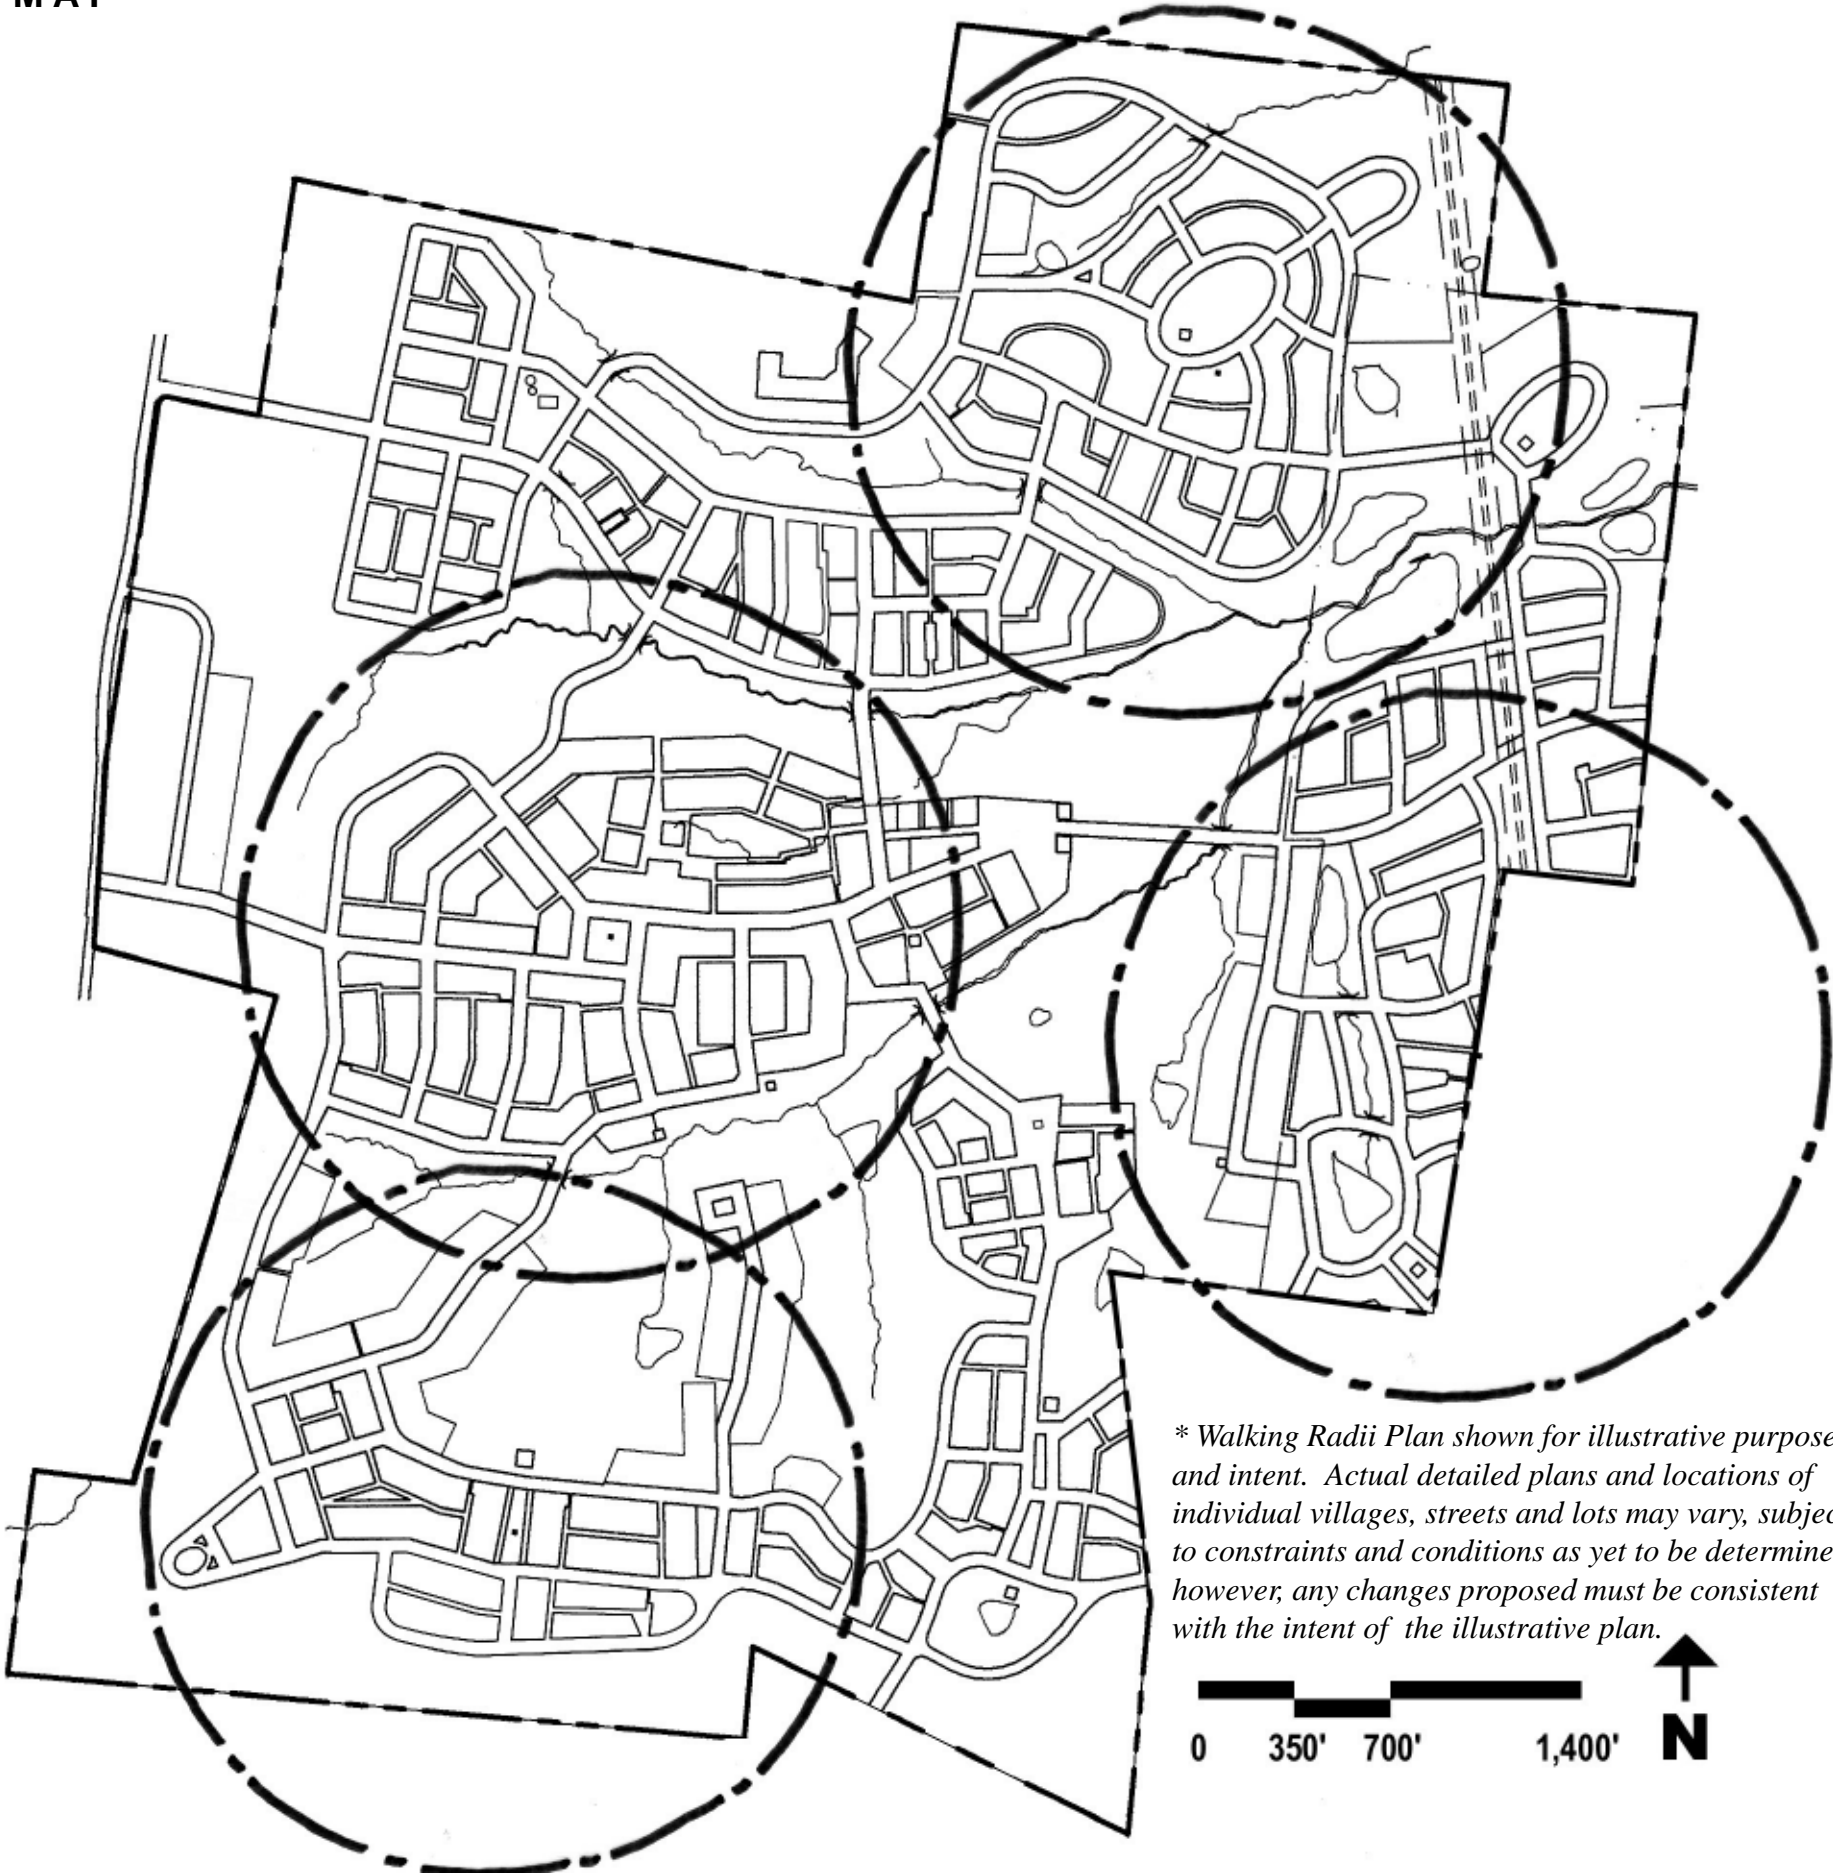 * Walking Radii Plan shown for illustrative purpose
and intent. Actual detailed plans and locations of
individual villages, streets and lots may vary, subjec
to constraints and conditions as yet to be determine
however, any changes proposed must be consistent
with the intent of the illustrative plan.
0 350' 700' 1,400' N